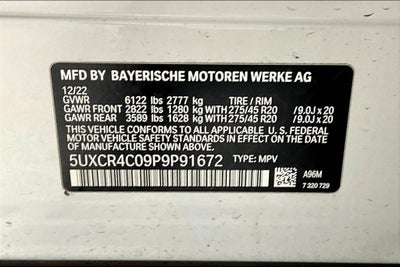 MFD BY BAYERISCHE MOTOREN WERKE AG
12/22
GVWR 6122 lbs 2777 kg TIRE / RIM
GAWR FRONT 2822 lbs 1280 kg WITH 275/45 R20 / 9.0J x 20
GAWR REAR 3589 lbs 1628 kg WITH 275/45 R20 / 9.0J x 20
THIS VEHICLE CONFORMS TO ALL APPLICABLE U.S. FEDERAL
MOTOR VEHICLE SAFETY STANDARDS IN EFFECT ON THE DATE OF
MANUFACTURE SHOWN ABOVE.
5UXCR4C09P9P91672 TYPE: MPV
A96M
7 320 729